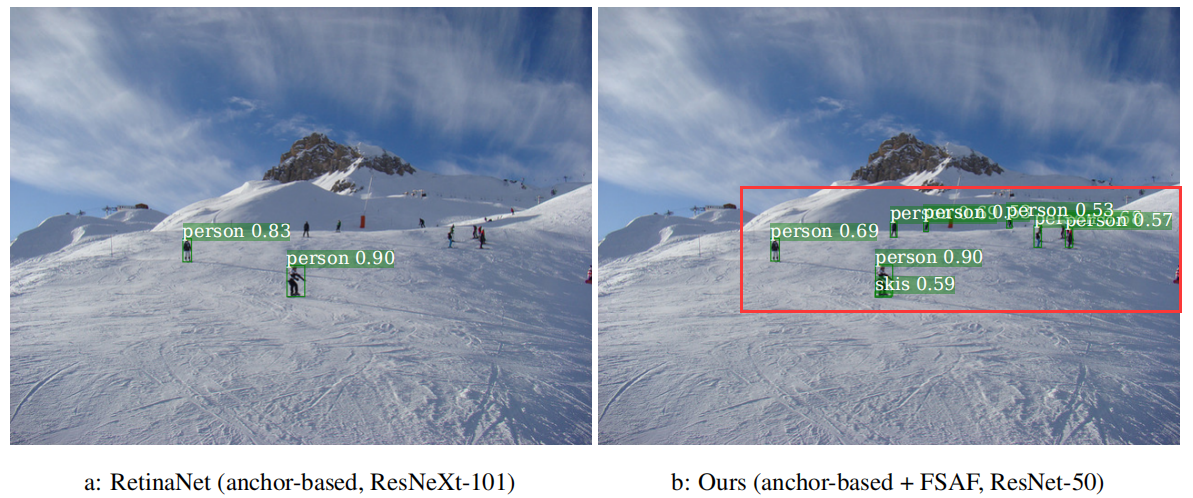 person 0.83
person 0.90
person 0.53
person 0.57
person 0.69
person 0.90
skis 0.59
a: RetinaNet (anchor-based, ResNeXt-101)
b: Ours (anchor-based + FSAF, ResNet-50)